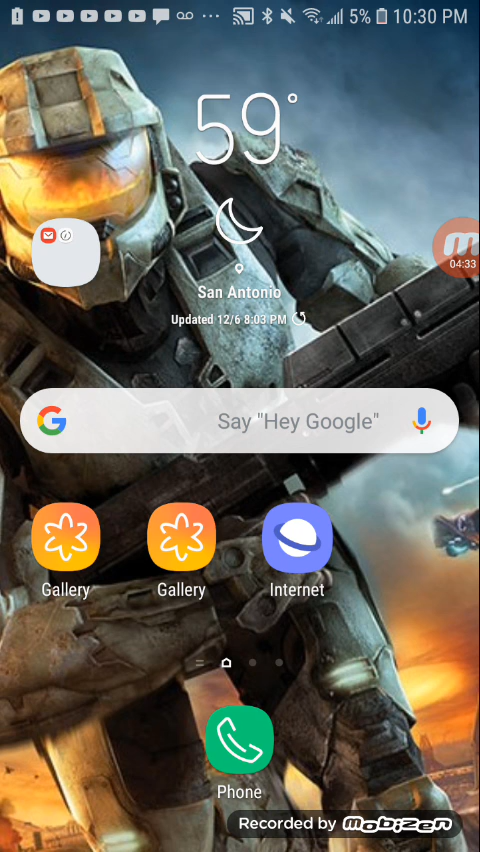 5% 10:30 PM
59°
04:33
San Antonio
Updated 12/6 8:03 PM
Say "Hey Google"
Gallery Gallery Internet
Phone
Recorded by mobizen